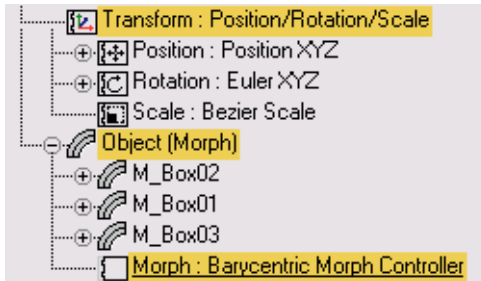 Transform : Position/Rotation/Scale
Position : Position XYZ
Rotation : Euler XYZ
Scale : Bezier Scale
Object (Morph)
M_Box02
M_Box01
M_Box03
Morph : Barycentric Morph Controller